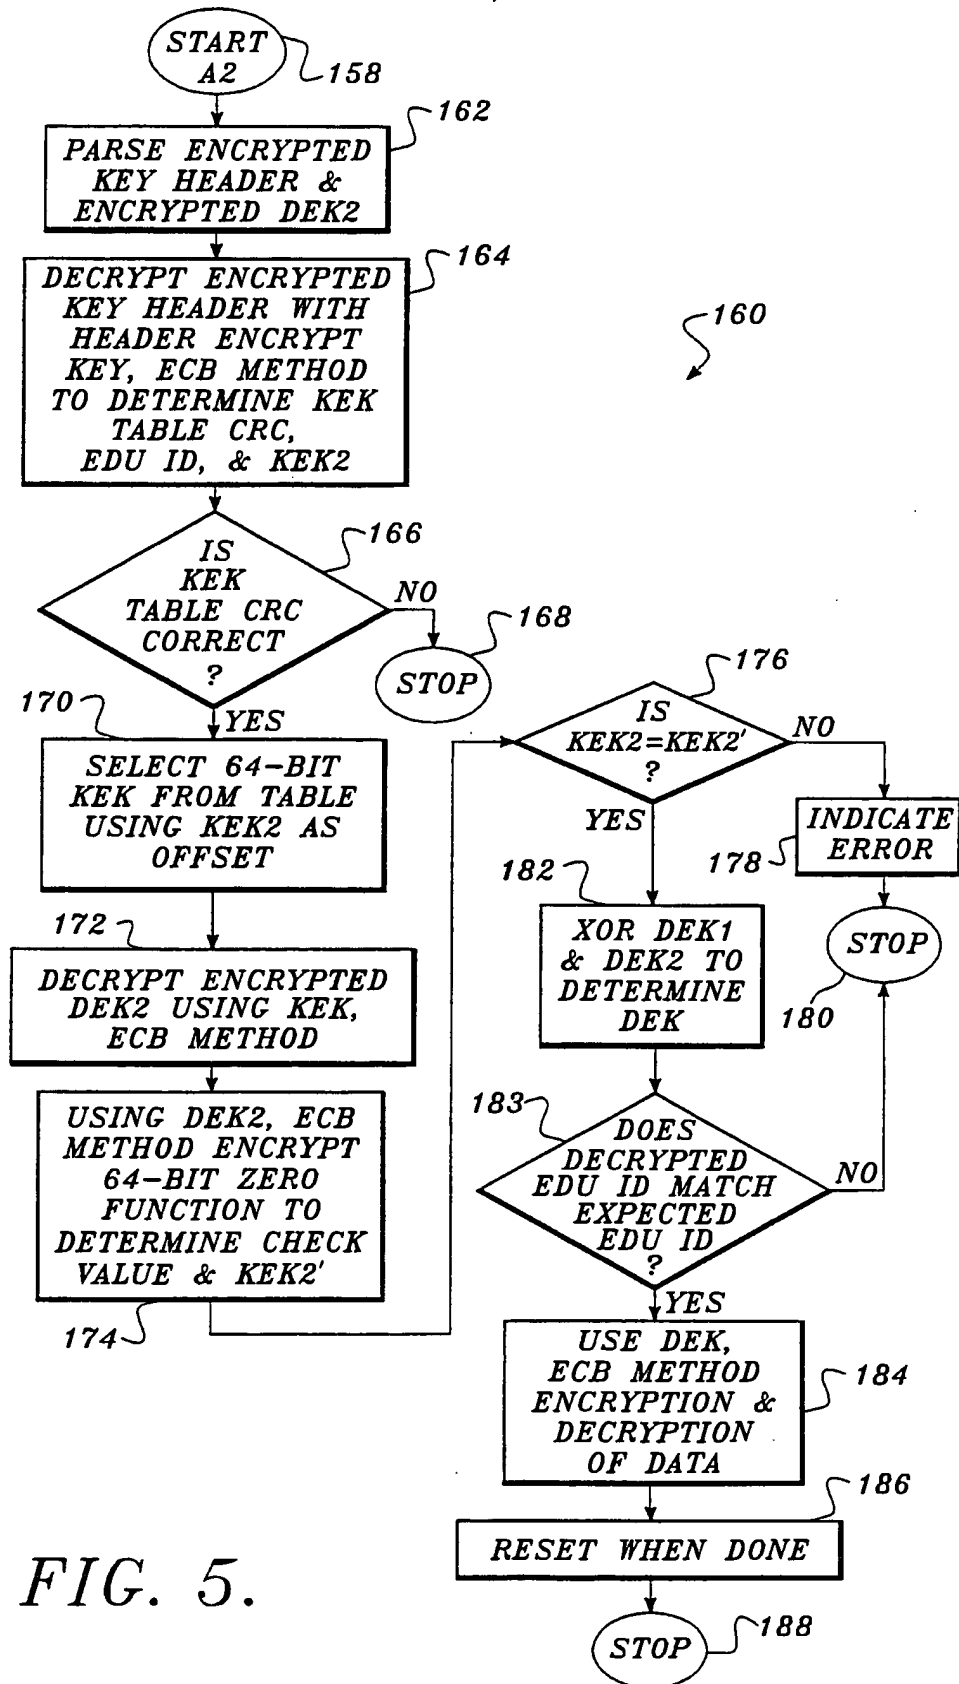 START
A2
158
162
PARSE ENCRYPTED
KEY HEADER &
ENCRYPTED DEK2
164
DECRYPT ENCRYPTED
KEY HEADER WITH
HEADER ENCRYPT
KEY, ECB METHOD
TO DETERMINE KEK
TABLE CRC,
EDU ID, & KEK2
160
166
IS
KEK
TABLE CRC
CORRECT
?
NO
168
STOP
YES
170
SELECT 64-BIT
KEK FROM TABLE
USING KEK2 AS
OFFSET
172
DECRYPT ENCRYPTED
DEK2 USING KEK,
ECB METHOD
USING DEK2, ECB
METHOD ENCRYPT
64-BIT ZERO
FUNCTION TO
DETERMINE CHECK
VALUE & KEK2'
174
176
IS
KEK2=KEK2'
?
NO
YES
INDICATE
ERROR
178
STOP
180
182
XOR DEK1
& DEK2 TO
DETERMINE
DEK
183
DOES
DECRYPTED
EDU ID MATCH
EXPECTED
EDU ID
?
NO
YES
USE DEK,
ECB METHOD
ENCRYPTION &
DECRYPTION
OF DATA
184
186
RESET WHEN DONE
STOP
188
FIG. 5.